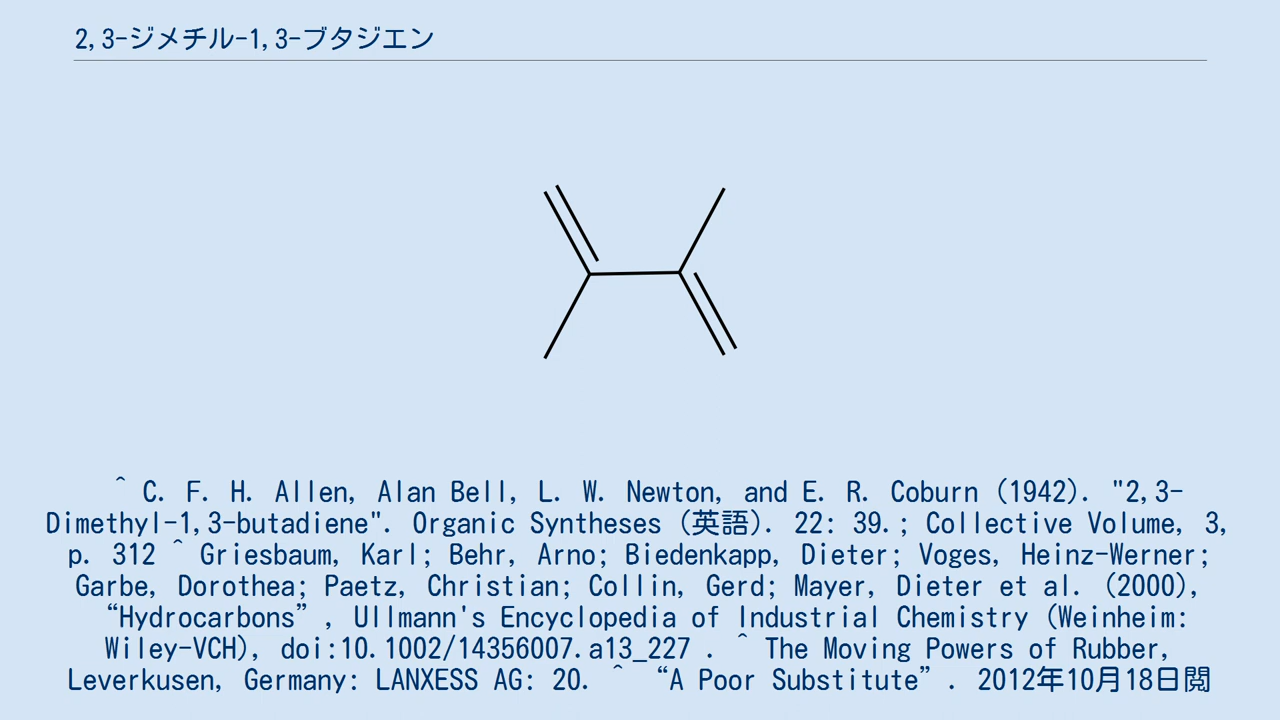 2,3-ジメチル-1,3-ブタジエン
^ C. F. H. Allen, Alan Bell, L. W. Newton, and E. R. Coburn (1942). "2,3-
Dimethyl-1,3-butadiene". Organic Syntheses (英語). 22: 39.; Collective Volume, 3,
p. 312 ^ Griesbaum, Karl; Behr, Arno; Biedenkapp, Dieter; Voges, Heinz-Werner;
Garbe, Dorothea; Paetz, Christian; Collin, Gerd; Mayer, Dieter et al. (2000),
“Hydrocarbons”, Ullmann's Encyclopedia of Industrial Chemistry (Weinheim:
Wiley-VCH), doi:10.1002/14356007.a13_227 . ^ The Moving Powers of Rubber,
Leverkusen, Germany: LANXESS AG: 20. ^ “A Poor Substitute”. 2012年10月18日閲